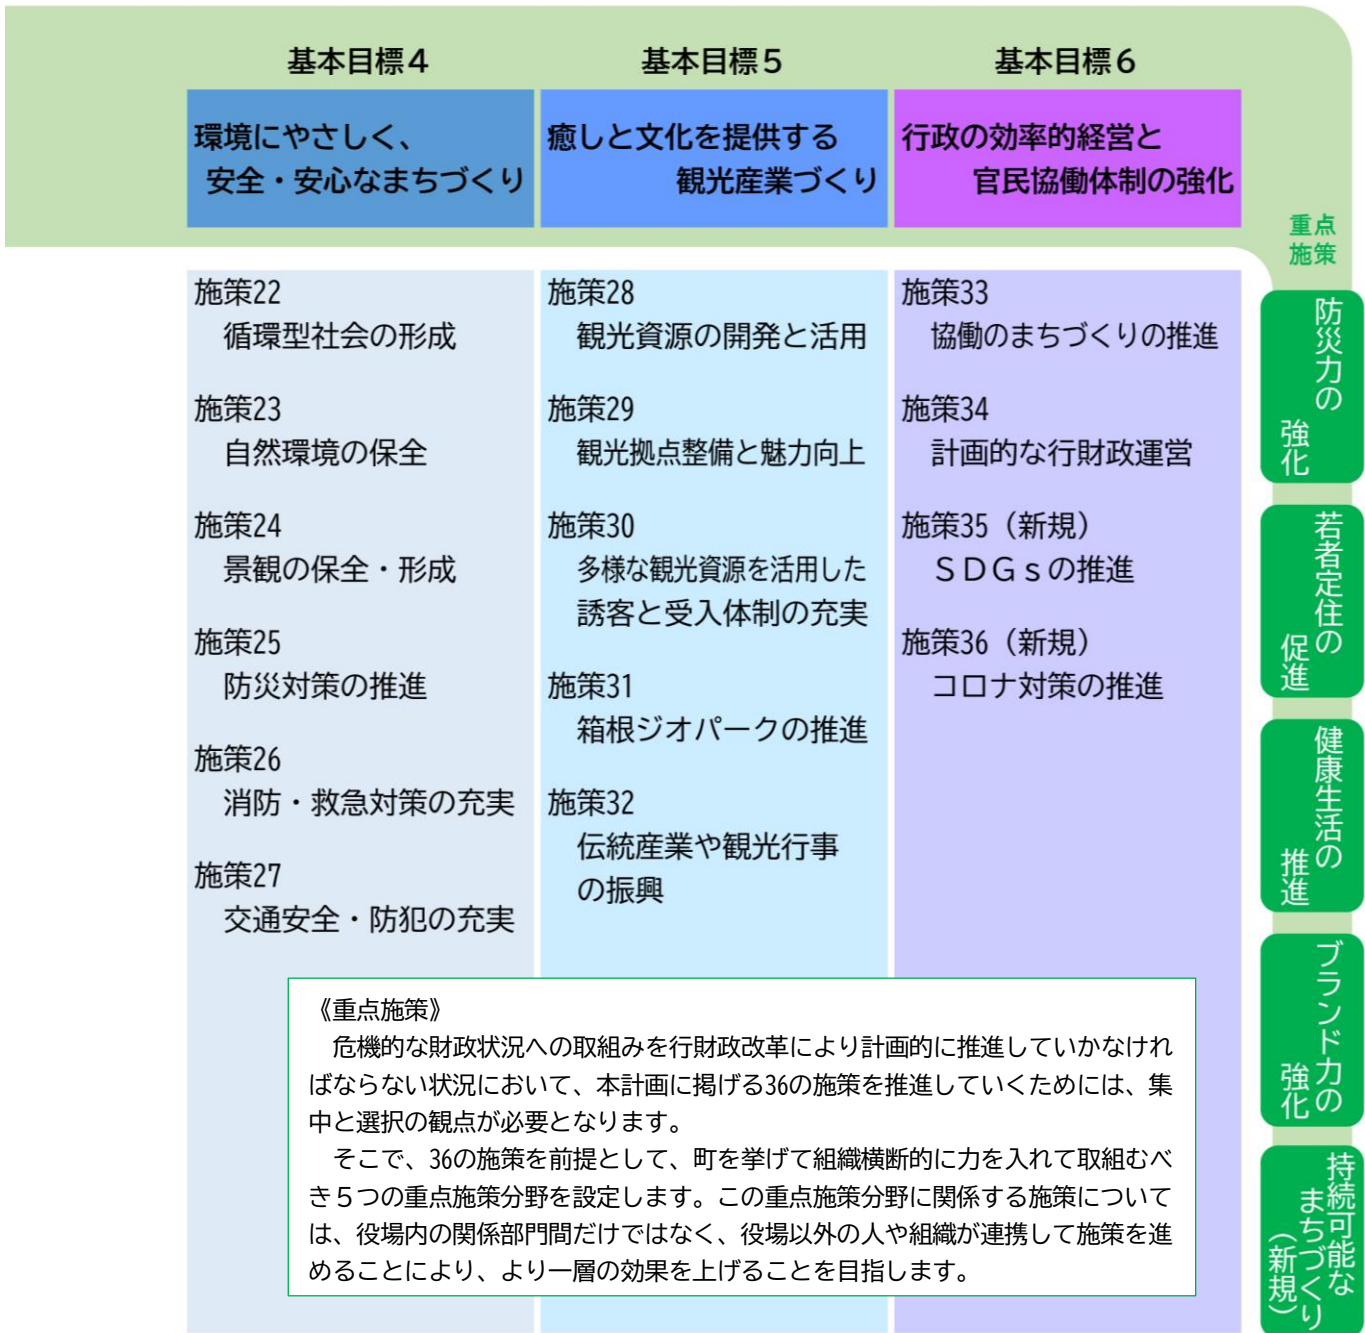 基本目標４
環境にやさしく、
安全・安心なまちづくり
施策22
循環型社会の形成
施策23
自然環境の保全
施策24
景観の保全・形成
施策25
防災対策の推進
施策26
消防・救急対策の充実
施策27
交通安全・防犯の充実
基本目標５
癒しと文化を提供する
観光産業づくり
施策28
観光資源の開発と活用
施策29
観光拠点整備と魅力向上
施策30
多様な観光資源を活用した
誘客と受入体制の充実
施策31
箱根ジオパークの推進
施策32
伝統産業や観光行事
の振興
基本目標６
行政の効率的経営と
官民協働体制の強化
施策33
協働のまちづくりの推進
施策34
計画的な行財政運営
施策35（新規）
ＳＤＧｓの推進
施策36（新規）
コロナ対策の推進
重点
施策
防災力の
強化
若者定住の
促進
健康生活の
推進
ブランド力の
強化
持続可能な
まちづくり
（新規）
《重点施策》
危機的な財政状況への取組みを行財政改革により計画的に推進していかなけれ
ばならない状況において、本計画に掲げる36の施策を推進していくためには、集
中と選択の観点が必要となります。
そこで、36の施策を前提として、町を挙げて組織横断的に力を入れて取組むべ
き５つの重点施策分野を設定します。この重点施策分野に関係する施策について
は、役場内の関係部門間だけではなく、役場以外の人や組織が連携して施策を進
めることにより、より一層の効果を上げることを目指します。